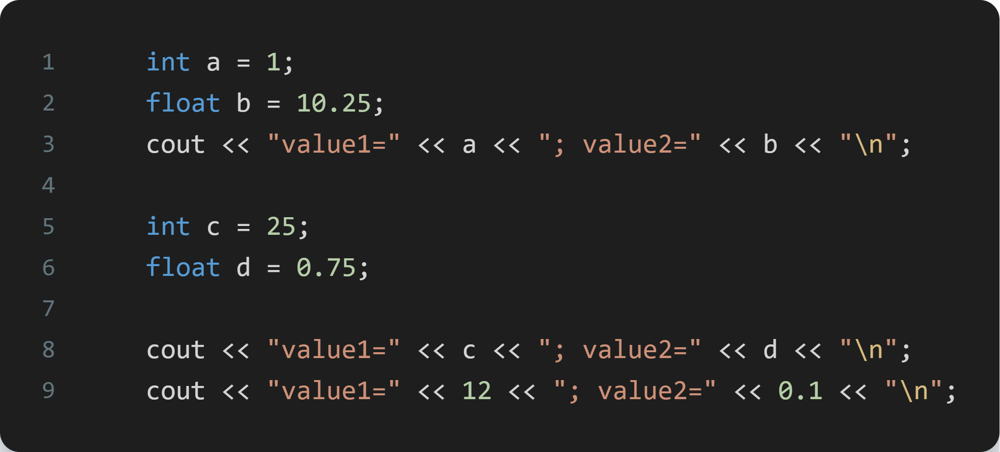 1 int a = 1;
2 float b = 10.25;
3 cout << "value1=" << a << "; value2=" << b << "\n";
4
5 int c = 25;
6 float d = 0.75;
7
8 cout << "value1=" << c << "; value2=" << d << "\n";
9 cout << "value1=" << 12 << "; value2=" << 0.1 << "\n";